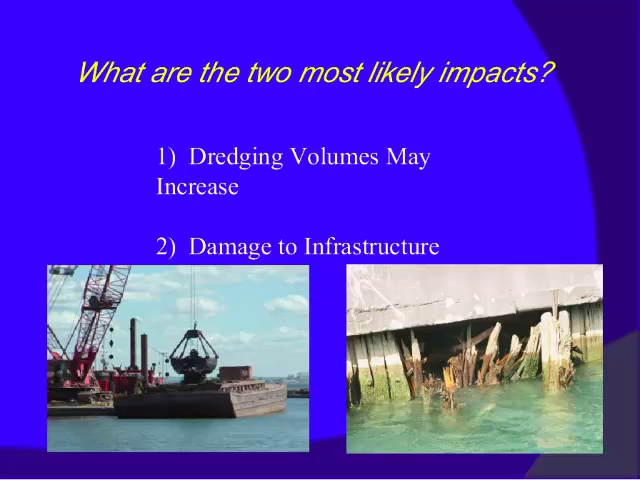 What are the two most likely impacts?
1) Dredging Volumes May
Increase
2) Damage to Infrastructure